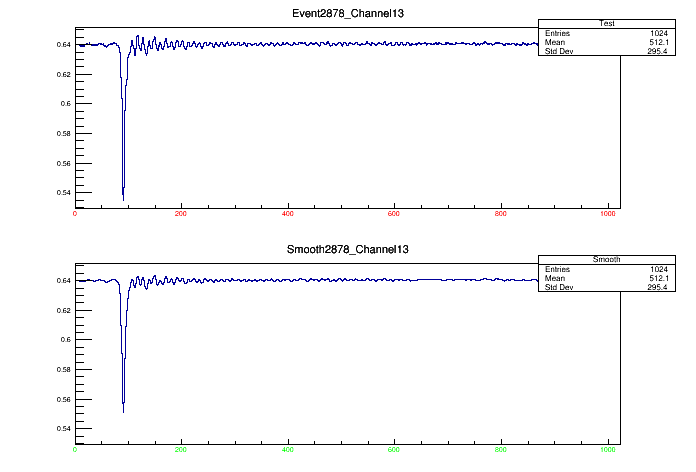 Event2878_Channel13
Test
Entries 1024
Mean 512.1
Std Dev 295.4
0.64
0.62
0.6
0.58
0.56
0.54
0 200 400 600 800 1000
Smooth2878_Channel13
Smooth
Entries 1024
Mean 512.1
Std Dev 295.4
0.64
0.62
0.6
0.58
0.56
0.54
0 200 400 600 800 1000